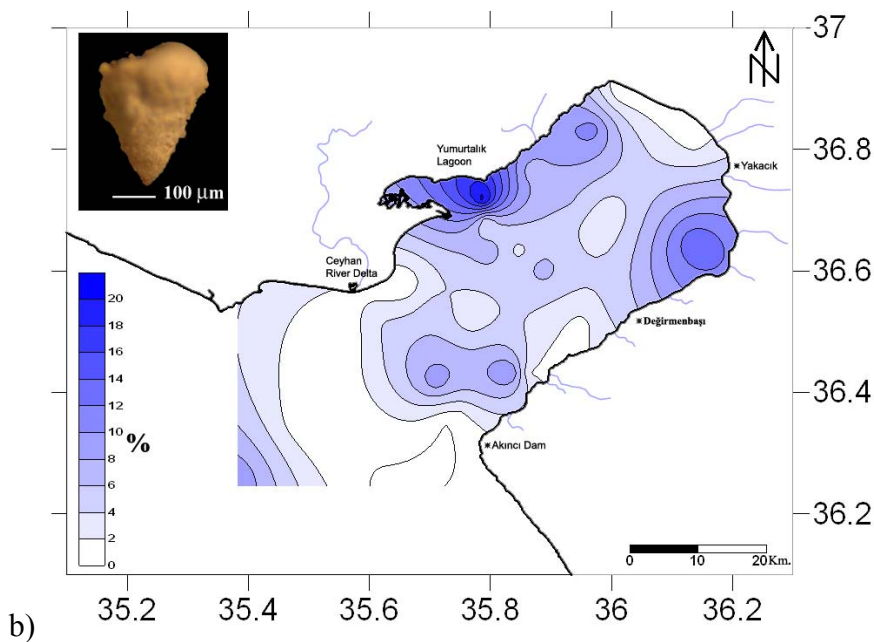 37
N
100 µm
Yumurtalık
Lagoon
36.8
Yakacık
Ceyhan
River Delta
36.6
20
18
16
14
12
10
8
6
4
2
0
%
Değirmenbaşı
36.4
Akıncı Dam
36.2
0 10 20 Km.
35.2 35.4 35.6 35.8 36 36.2
b)